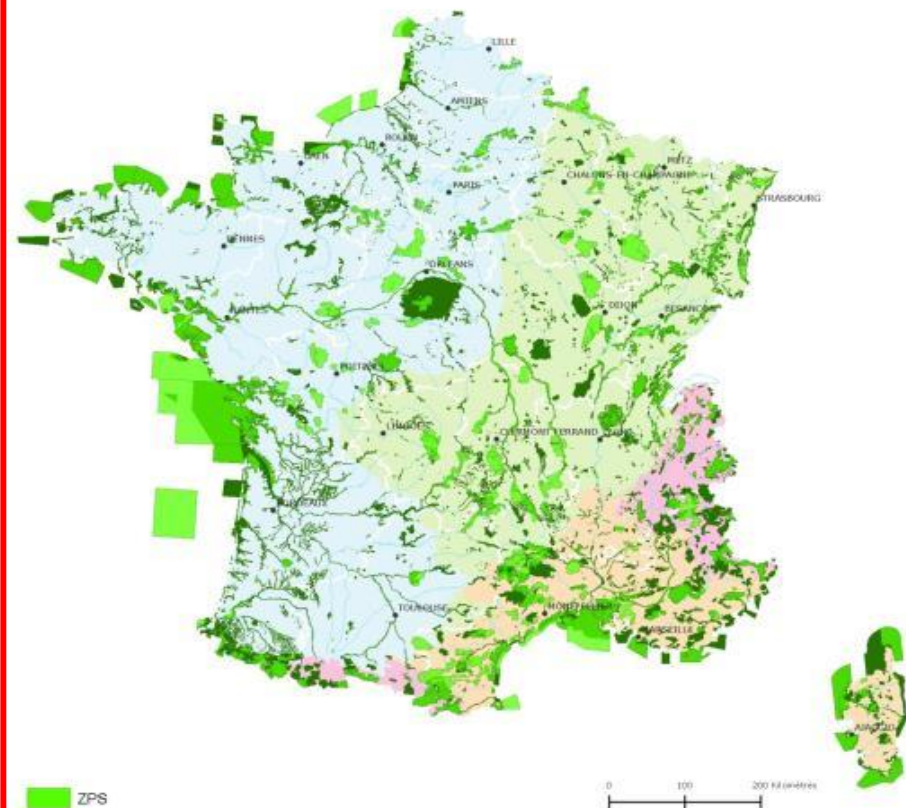 LILLE
AMIENS
ROUEN
CAEN
METZ
CHALONS-EN-CHAMPAGNE
PARIS
STRASBOURG
RENNES
ORLEANS
DIJON
BESANCON
NANTES
POITIERS
LIMOGES
CLERMONT FERRAND
LYON
BORDEAUX
TOULOUSE
MONTPELLIER
MARSEILLE
AJACCIO
0 100 200 Kilomètres
ZPS